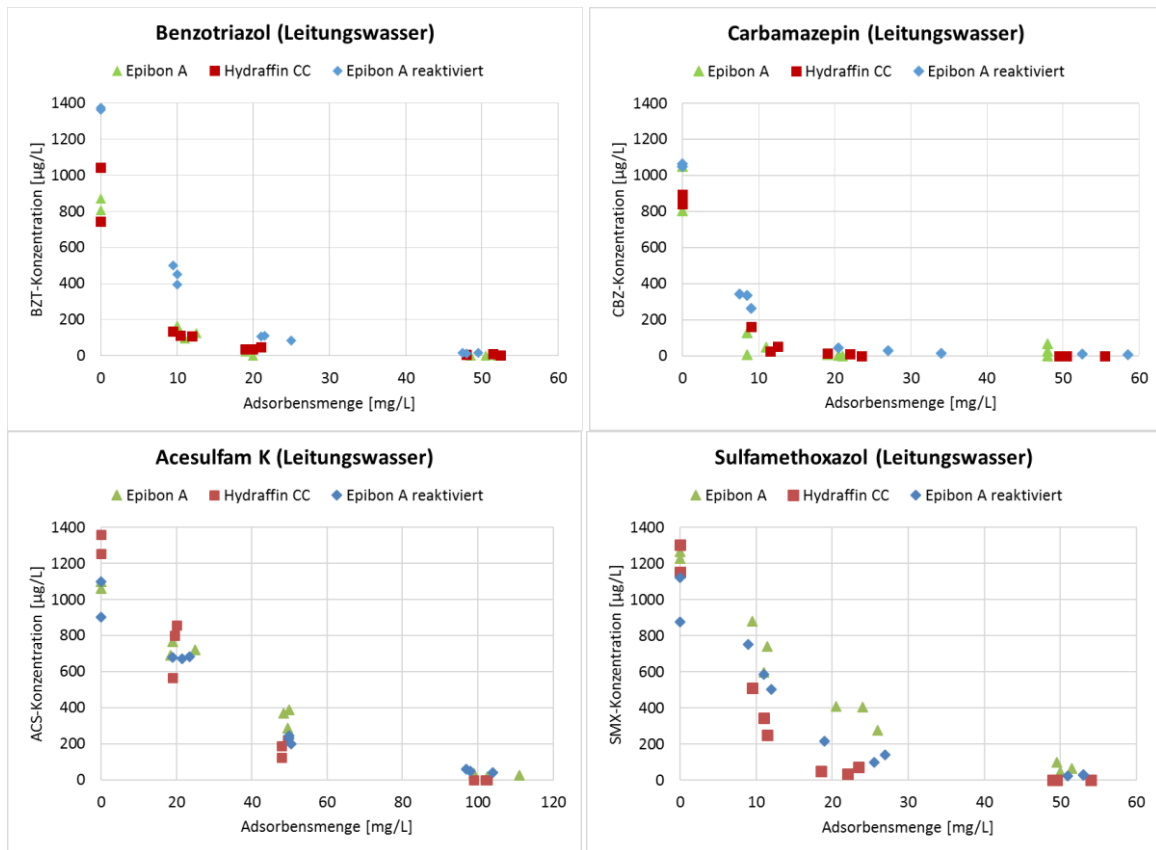 Benzotriazol (Leitungswasser)
Epibon A Hydraffin CC Epibon A reaktiviert
BZT-Konzentration [µg/L]
1400
1200
1000
800
600
400
200
0
0 10 20 30 40 50 60
Adsorbensmenge [mg/L]
Carbamazepin (Leitungswasser)
Epibon A Hydraffin CC Epibon A reaktiviert
CBZ-Konzentration [µg/L]
1400
1200
1000
800
600
400
200
0
0 10 20 30 40 50 60
Adsorbensmenge [mg/L]
Acesulfam K (Leitungswasser)
Epibon A Hydraffin CC Epibon A reaktiviert
ACS-Konzentration [µg/L]
1400
1200
1000
800
600
400
200
0
0 20 40 60 80 100 120
Adsorbensmenge [mg/L]
Sulfamethoxazol (Leitungswasser)
Epibon A Hydraffin CC Epibon A reaktiviert
SMX-Konzentration [µg/L]
1400
1200
1000
800
600
400
200
0
0 10 20 30 40 50 60
Adsorbensmenge [mg/L]